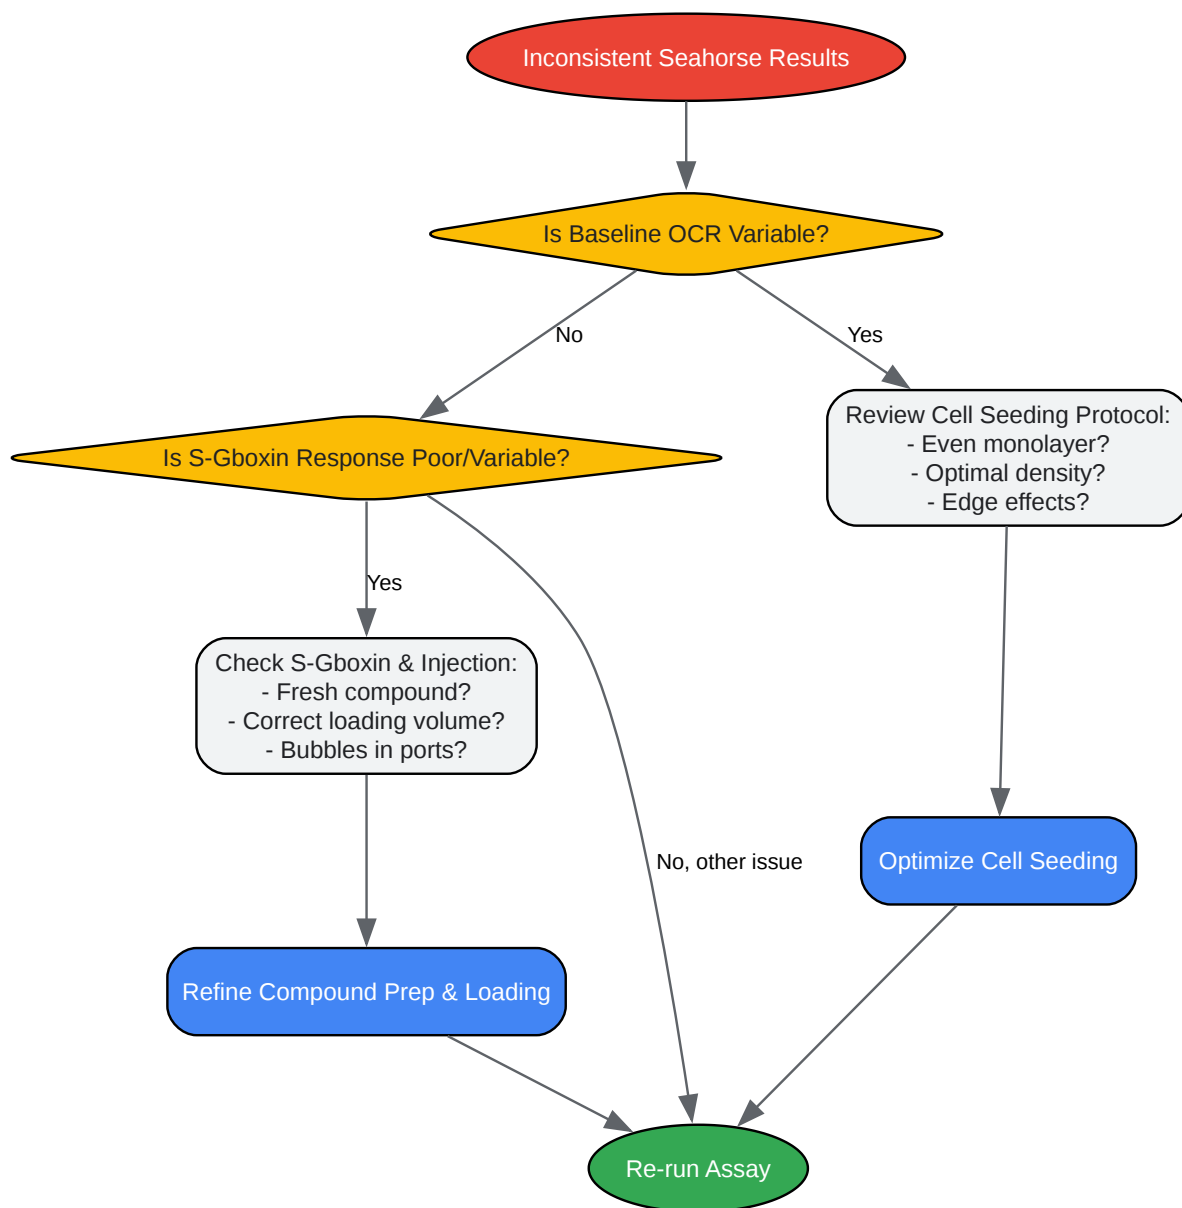 Inconsistent Seahorse Results
Is Baseline OCR Variable?
No
Yes
Review Cell Seeding Protocol:
- Even monolayer?
- Optimal density?
- Edge effects?
Is S-Gboxin Response Poor/Variable?
Yes
Check S-Gboxin & Injection:
- Fresh compound?
- Correct loading volume?
- Bubbles in ports?
No, other issue
Optimize Cell Seeding
Refine Compound Prep & Loading
Re-run Assay